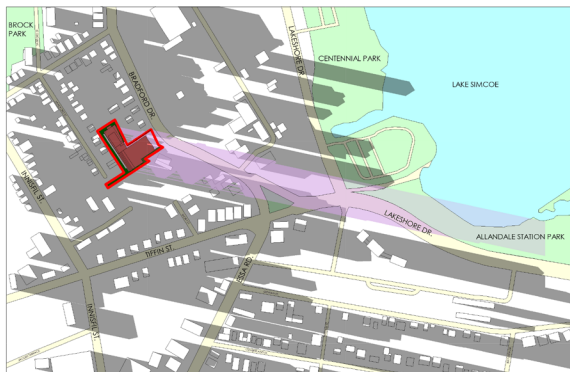 BROCK
PARK
BRADFORD DR.
LAKESHORE DR.
CENTENNIAL PARK
LAKE SIMCOE
INNISFIL ST.
LAKESHORE DR.
ALLANDALE STATION PARK
TIFFIN ST.
ESSA RD.
INNISFIL ST.